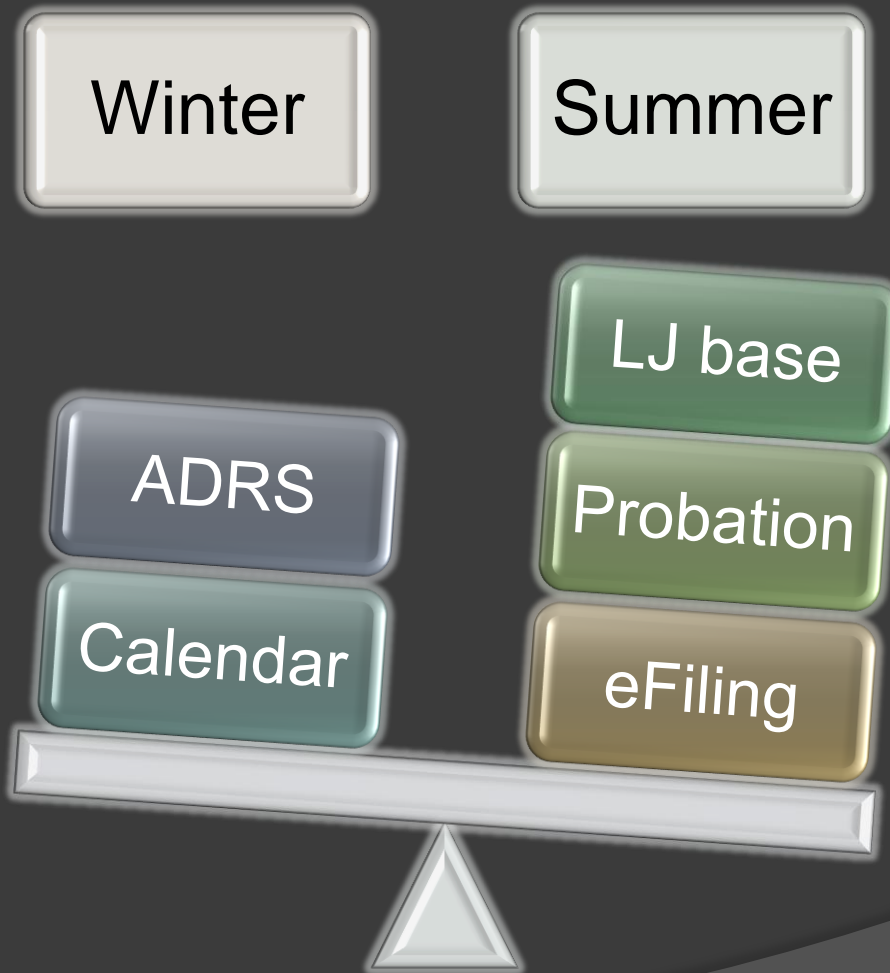 Winter
Summer
ADRS
Calendar
LJ base
Probation
eFiling